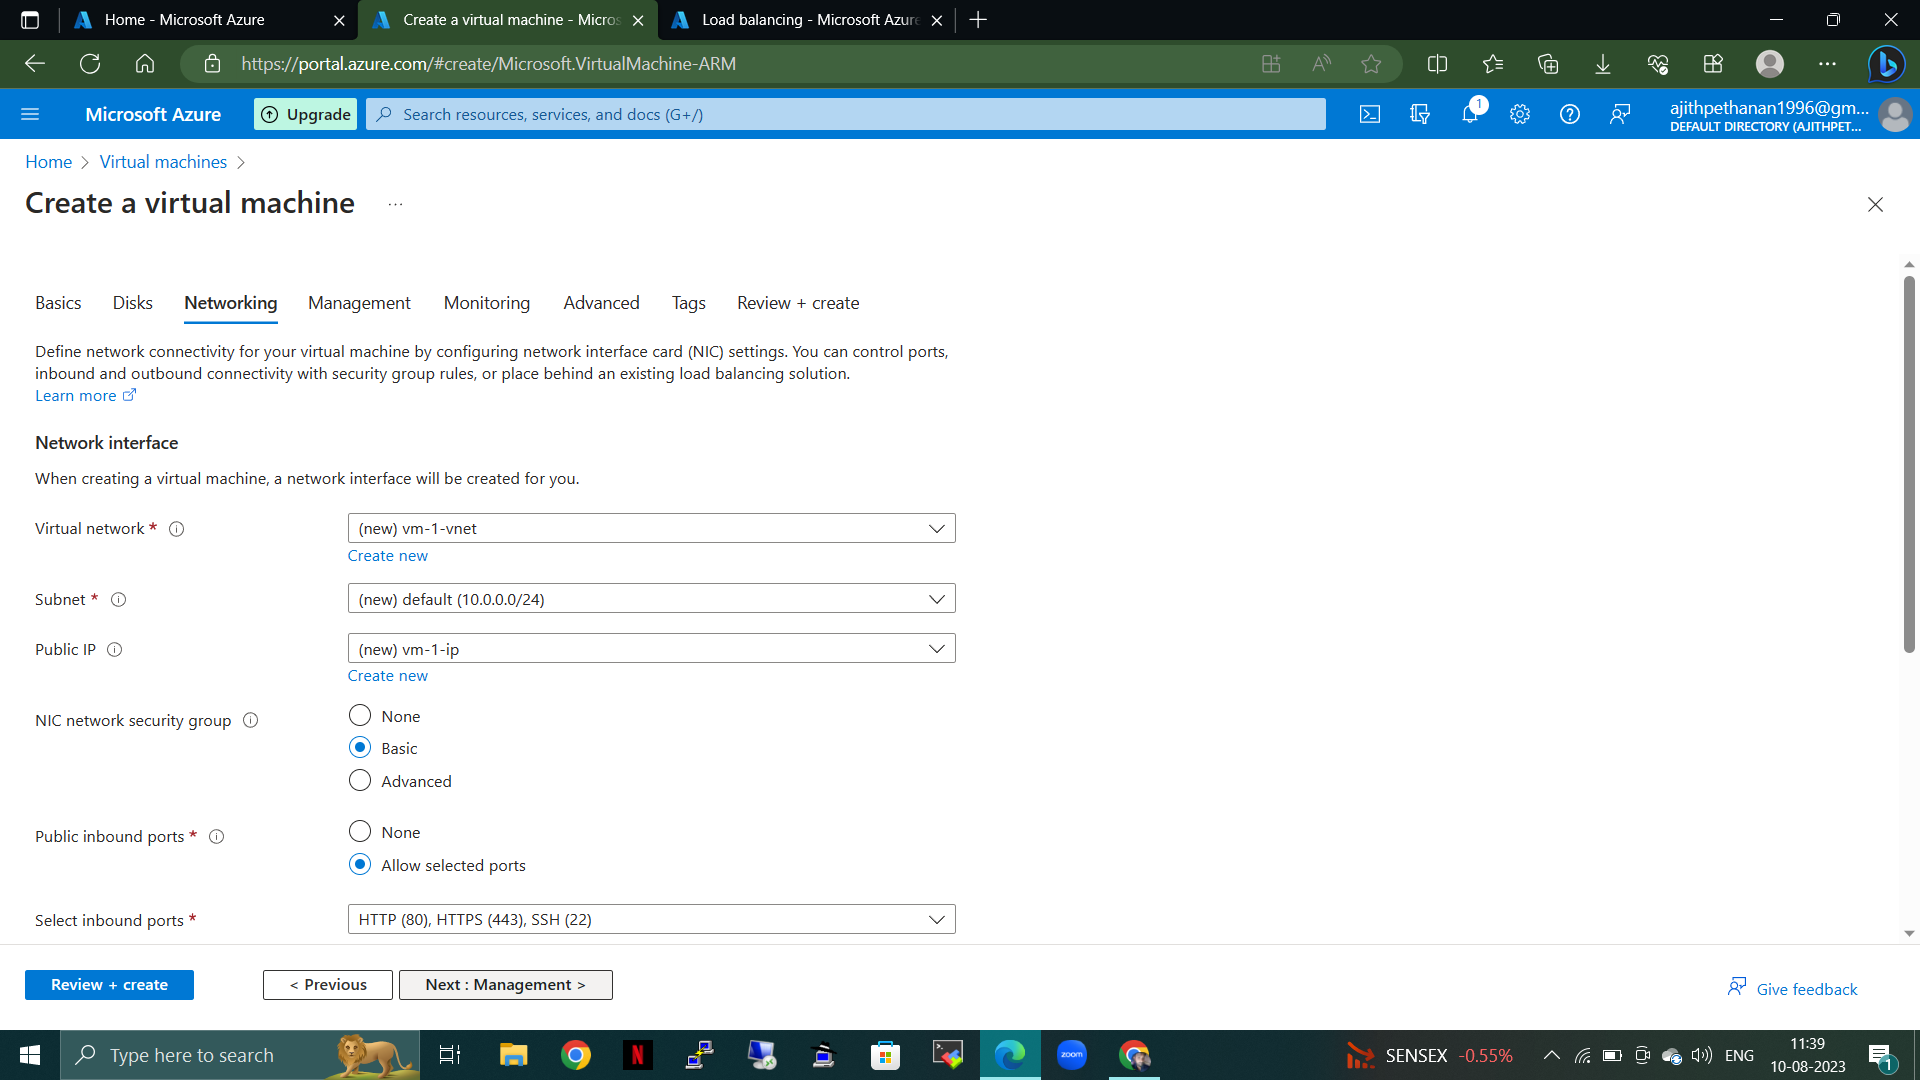 Home - Microsoft Azure
Create a virtual machine - Micros
Load balancing - Microsoft Azure
https://portal.azure.com/#create/Microsoft.VirtualMachine-ARM
Microsoft Azure
Upgrade
Search resources, services, and docs (G+/)
1
ajithpethanan1996@gm...
DEFAULT DIRECTORY (AJITHPET...
Home > Virtual machines >
Create a virtual machine ...
Basics Disks Networking Management Monitoring Advanced Tags Review + create
Define network connectivity for your virtual machine by configuring network interface card (NIC) settings. You can control ports,
inbound and outbound connectivity with security group rules, or place behind an existing load balancing solution.
Learn more
Network interface
When creating a virtual machine, a network interface will be created for you.
Virtual network *
(new) vm-1-vnet
Create new
Subnet *
(new) default (10.0.0.0/24)
Public IP
(new) vm-1-ip
Create new
NIC network security group
None
Basic
Advanced
Public inbound ports *
None
Allow selected ports
Select inbound ports *
HTTP (80), HTTPS (443), SSH (22)
Review + create
< Previous
Next : Management >
Give feedback
Type here to search
N
zoom
SENSEX -0.55%
ENG
11:39
10-08-2023
1